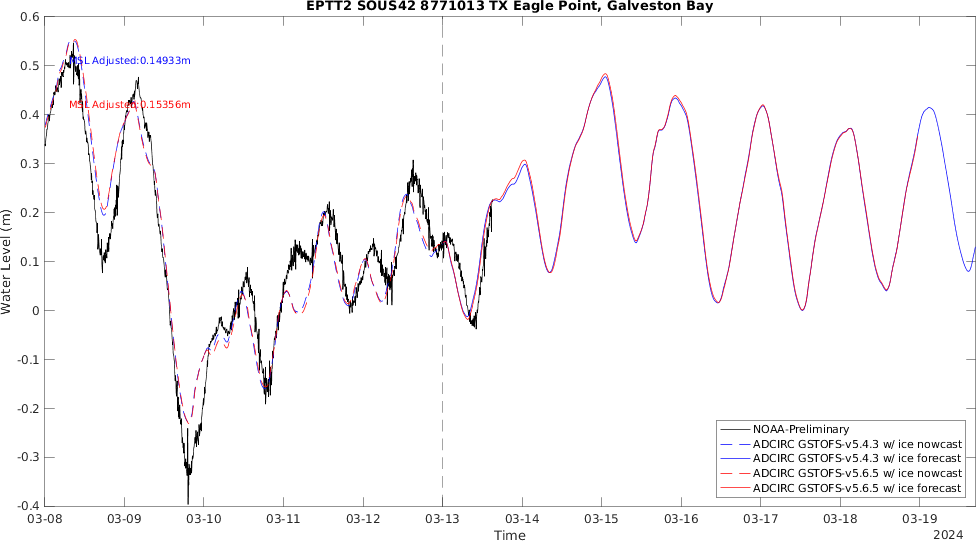 EPTT2 SOUS42 8771013 TX Eagle Point, Galveston Bay
0.6
0.5
0.4
0.3
0.2
0.1
0
-0.1
-0.2
-0.3
-0.4
Water Level (m)
MSL Adjusted:0.14933m
MSL Adjusted:0.15356m
NOAA-Preliminary
ADCIRC GSTOFS-v5.4.3 w/ ice nowcast
ADCIRC GSTOFS-v5.4.3 w/ ice forecast
ADCIRC GSTOFS-v5.6.5 w/ ice nowcast
ADCIRC GSTOFS-v5.6.5 w/ ice forecast
03-08 03-09 03-10 03-11 03-12 03-13 03-14 03-15 03-16 03-17 03-18 03-19
Time
2024